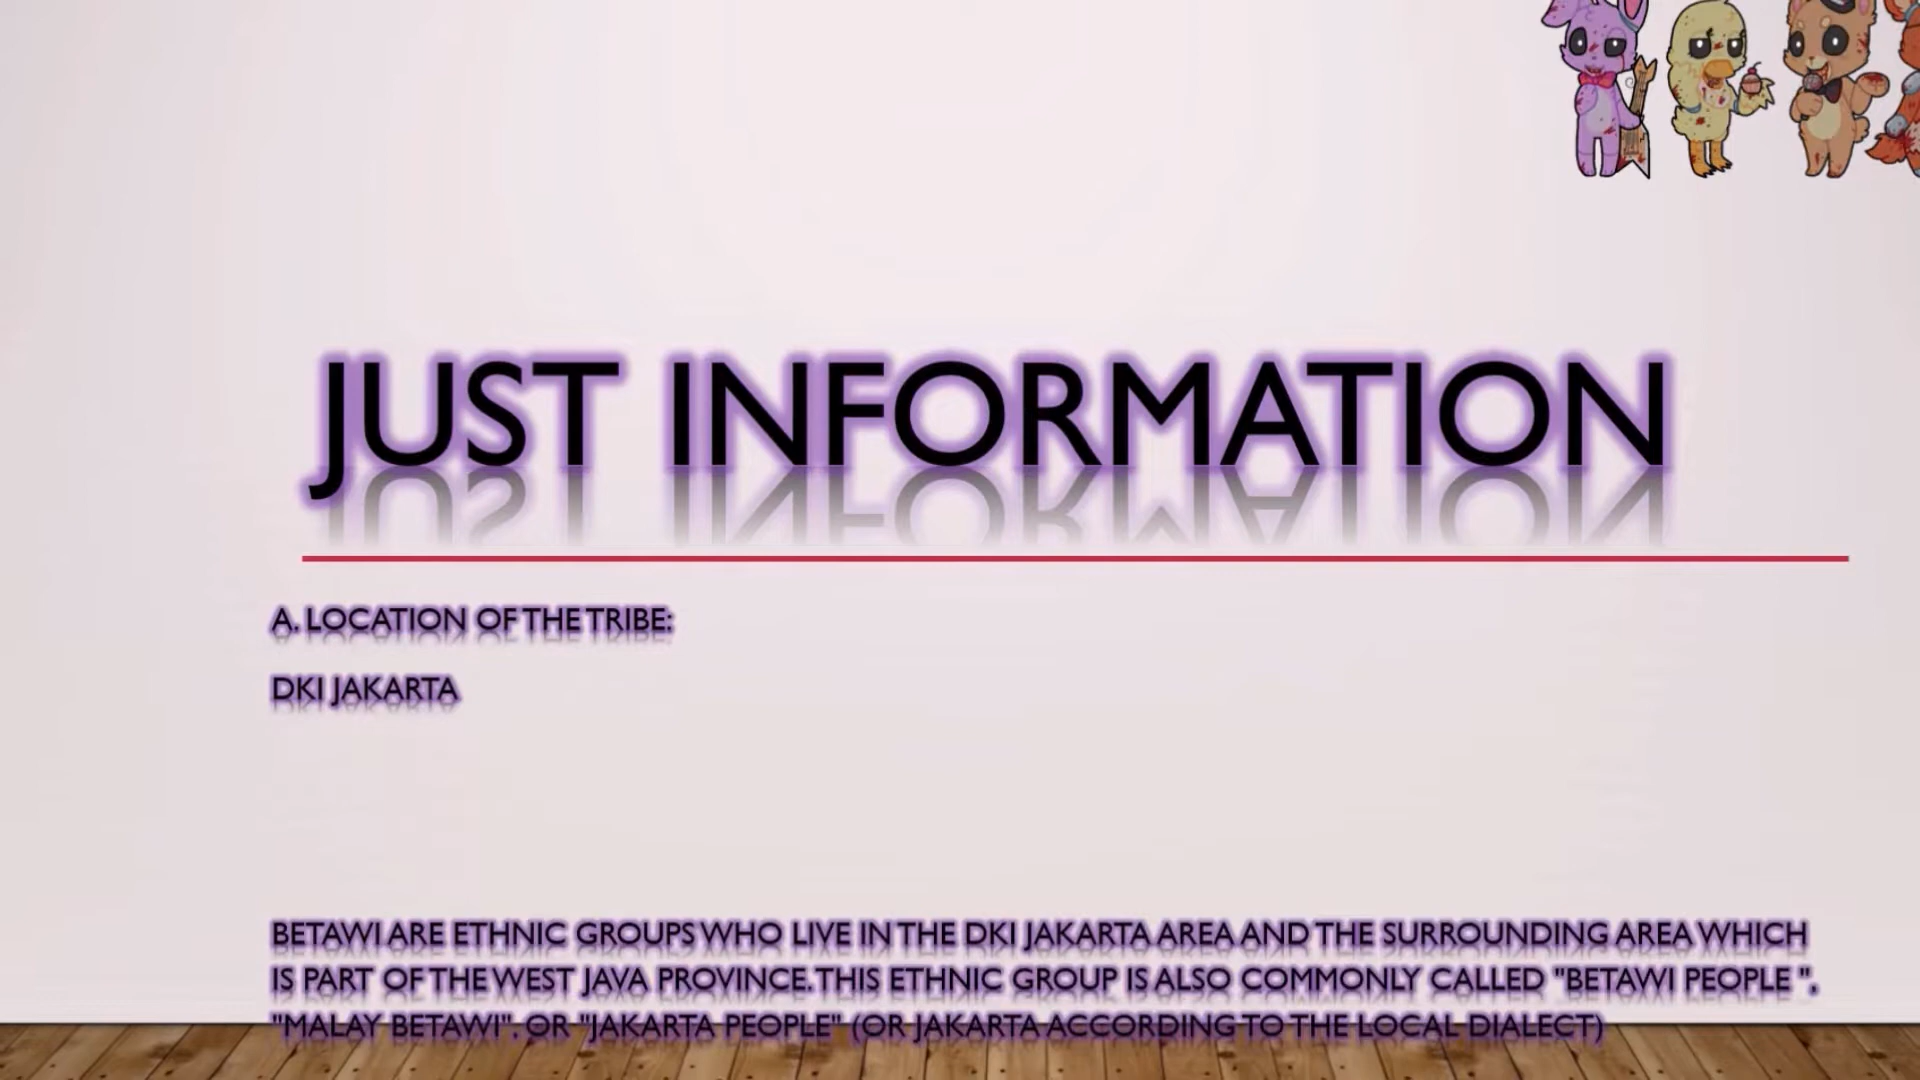 JUST INFORMATION
A. LOCATION OF THE TRIBE:
DKI JAKARTA
BETAWI ARE ETHNIC GROUPS WHO LIVE IN THE DKI JAKARTA AREA AND THE SURROUNDING AREA WHICH
IS PART OF THE WEST JAVA PROVINCE. THIS ETHNIC GROUP IS ALSO COMMONLY CALLED "BETAWI PEOPLE ",
"MALAY BETAWI", OR "JAKARTA PEOPLE" (OR JAKARTA ACCORDING TO THE LOCAL DIALECT)